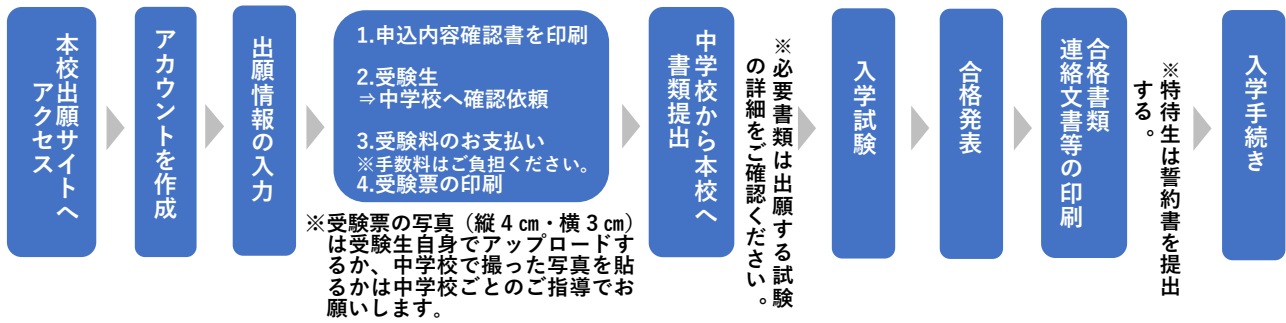 本校出願サイトへ
アクセス
アカウントを作成
出願情報の入力
1.申込内容確認書を印刷
2.受験生
⇒中学校へ確認依頼
3.受験料のお支払い
※手数料はご負担ください。
4.受験票の印刷
※受験票の写真（縦４㎝・横３㎝）
は受験生自身でアップロードす
るか、中学校で撮った写真を貼
るかは中学校ごとのご指導でお
願いします。
中学校から本校へ
書類提出
※必要書類は出願する試験
の詳細をご確認ください。
入学試験
合格発表
合格書類
連絡文書等の印刷
※特待生は誓約書を提出
する。
入学手続き